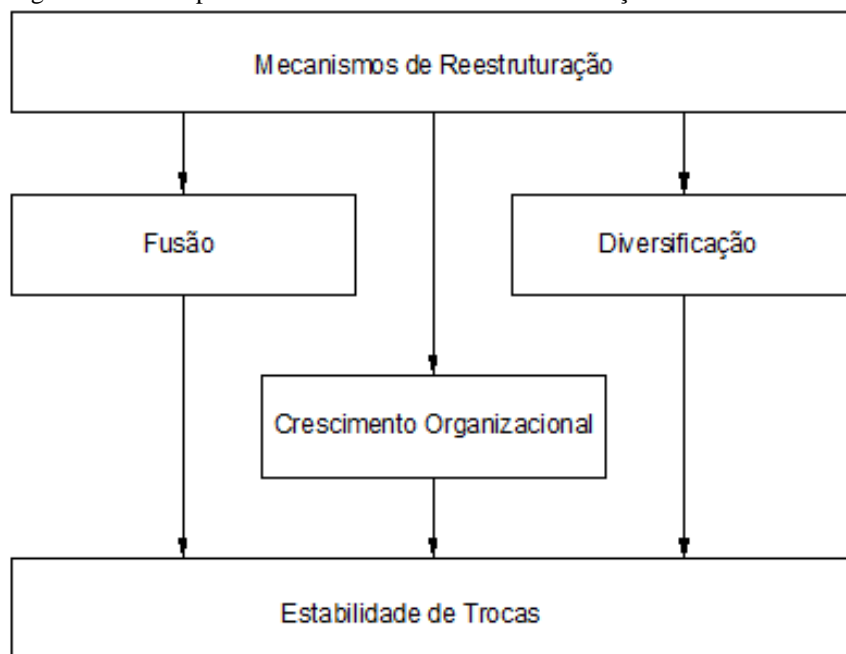 Mecanismos de Reestruturação
Fusão
Diversificação
Crescimento Organizacional
Estabilidade de Trocas